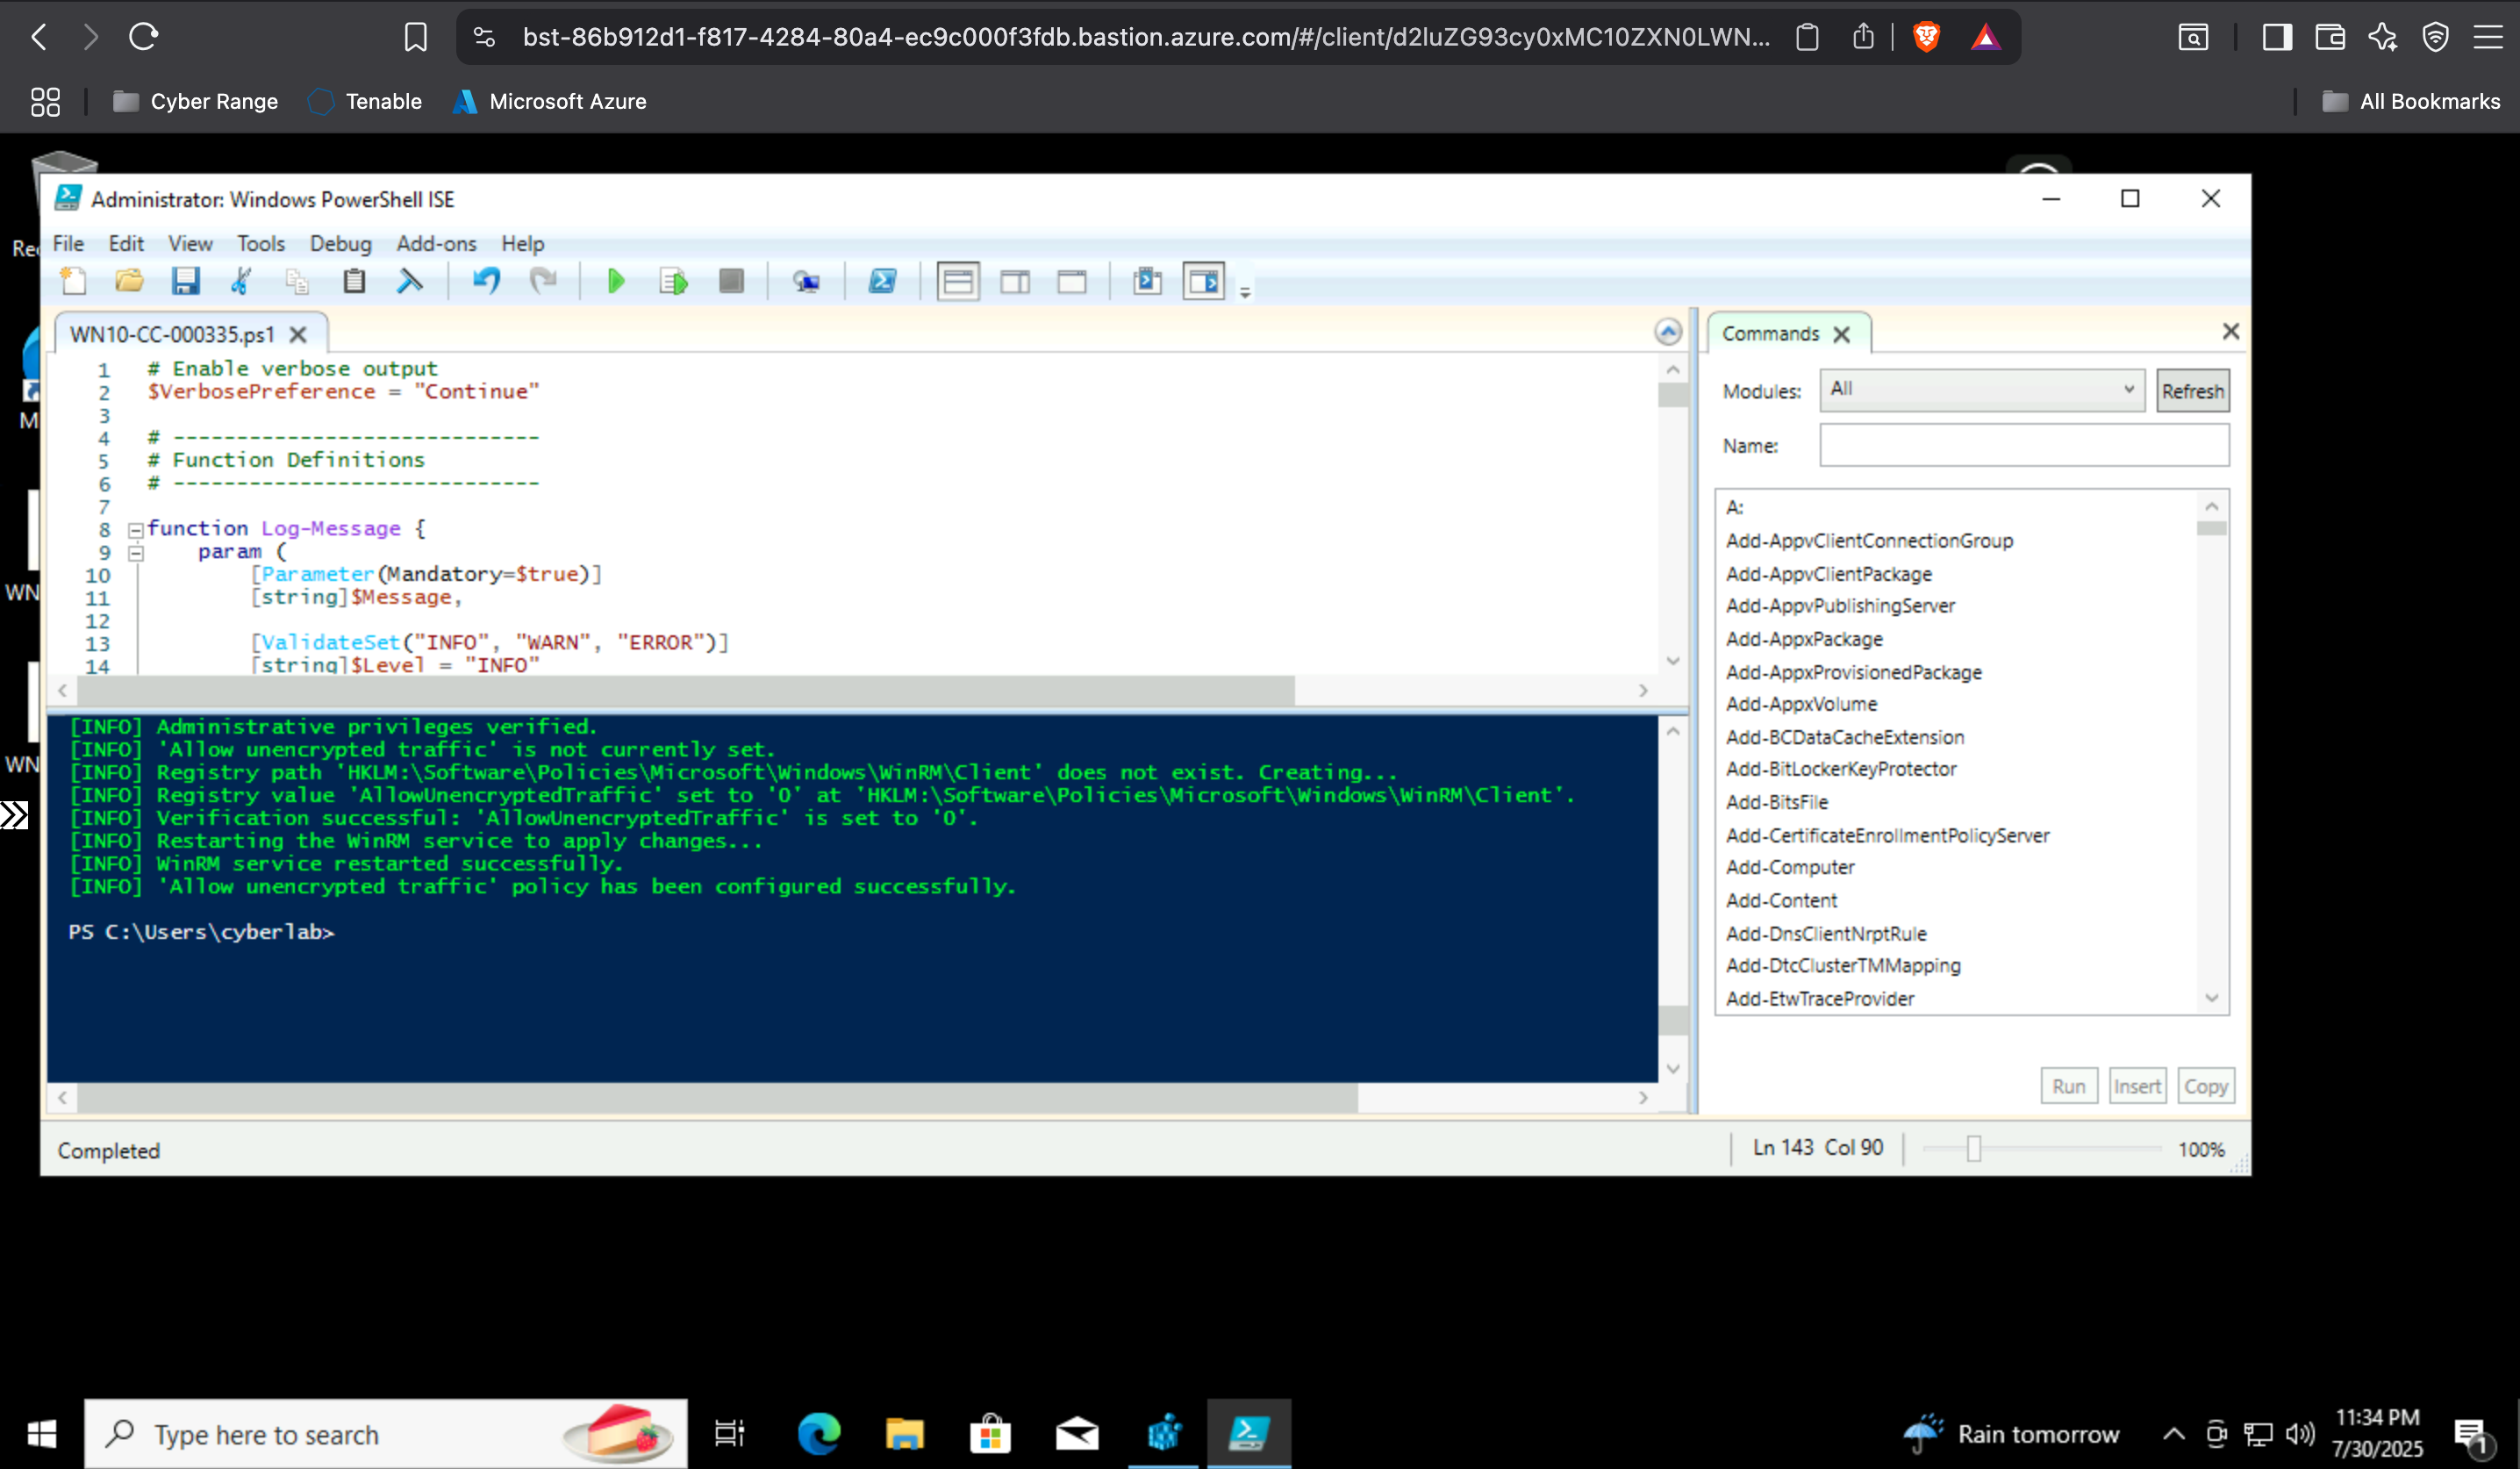 bst-86b912d1-f817-4284-80a4-ec9c000f3fdb.bastion.azure.com/#/client/d2luZG93cy0xMC10ZXN0LWN...
Cyber Range
Tenable
Microsoft Azure
All Bookmarks
Administrator: Windows PowerShell ISE
File Edit View Tools Debug Add-ons Help
WN10-CC-000335.ps1
1 # Enable verbose output
2 $VerbosePreference = "Continue"
3
4 # -----------------------------
5 # Function Definitions
6 # -----------------------------
7
8 function Log-Message {
9 param (
10 [Parameter(Mandatory=$true)]
11 [string]$Message,
12
13 [ValidateSet("INFO", "WARN", "ERROR")]
14 [string]$Level = "INFO"
[INFO] Administrative privileges verified.
[INFO] 'Allow unencrypted traffic' is not currently set.
[INFO] Registry path 'HKLM:\Software\Policies\Microsoft\Windows\WinRM\Client' does not exist. Creating...
[INFO] Registry value 'AllowUnencryptedTraffic' set to '0' at 'HKLM:\Software\Policies\Microsoft\Windows\WinRM\Client'.
[INFO] Verification successful: 'AllowUnencryptedTraffic' is set to '0'.
[INFO] Restarting the WinRM service to apply changes...
[INFO] WinRM service restarted successfully.
[INFO] 'Allow unencrypted traffic' policy has been configured successfully.
PS C:\Users\cyberlab>
Commands
Modules: All Refresh
Name:
A:
Add-AppvClientConnectionGroup
Add-AppvClientPackage
Add-AppvPublishingServer
Add-AppxPackage
Add-AppxProvisionedPackage
Add-AppxVolume
Add-BCDataCacheExtension
Add-BitLockerKeyProtector
Add-BitsFile
Add-CertificateEnrollmentPolicyServer
Add-Computer
Add-Content
Add-DnsClientNrptRule
Add-DtcClusterTMMapping
Add-EtwTraceProvider
Run Insert Copy
Completed
Ln 143 Col 90
100%
Rec
M
WN
WN
Type here to search
Rain tomorrow
11:34 PM
7/30/2025
1